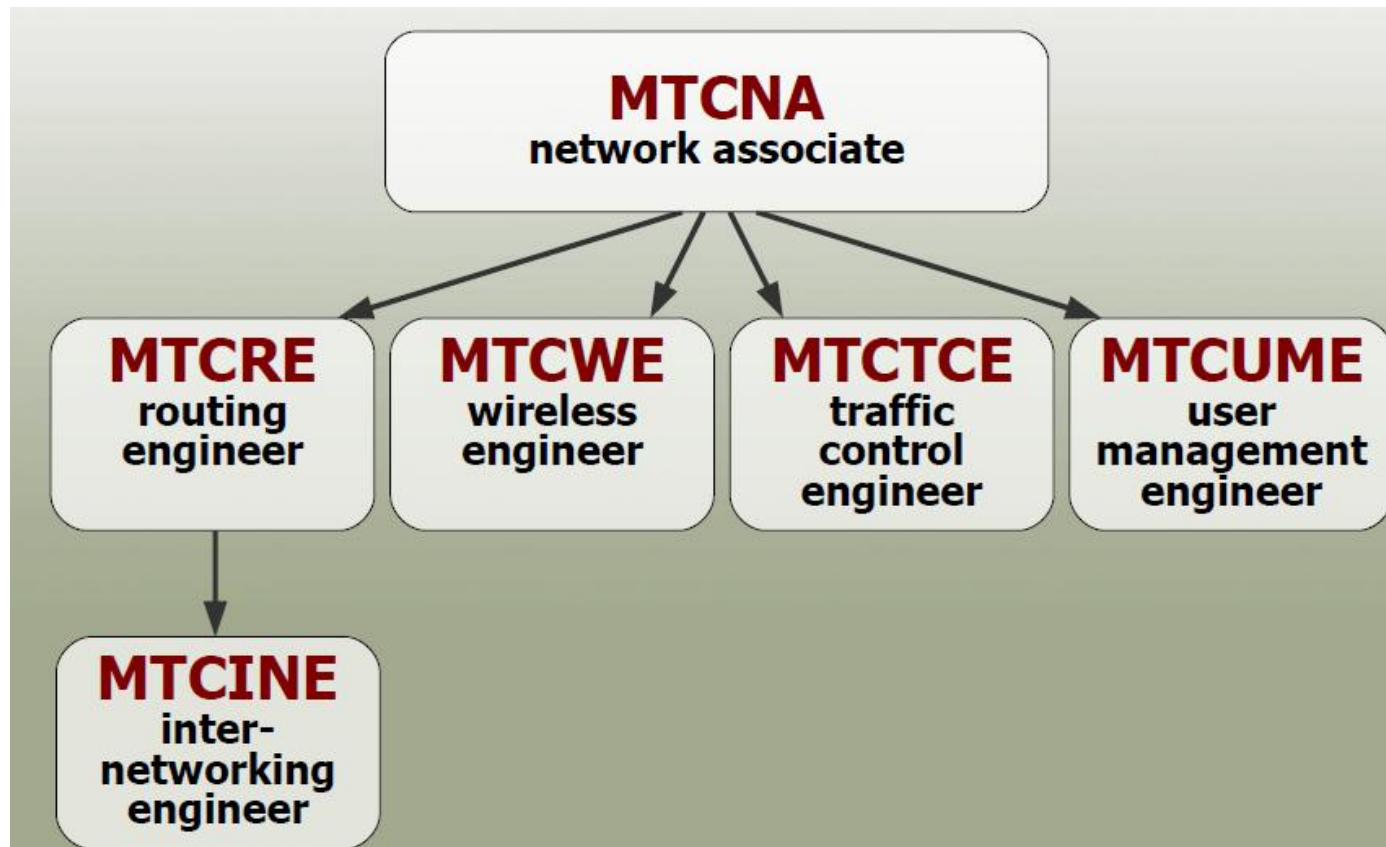 MTCNA
network associate
MTCRE
routing
engineer
MTCWE
wireless
engineer
MTCTCE
traffic
control
engineer
MTCUME
user
management
engineer
MTCINE
inter-
networking
engineer